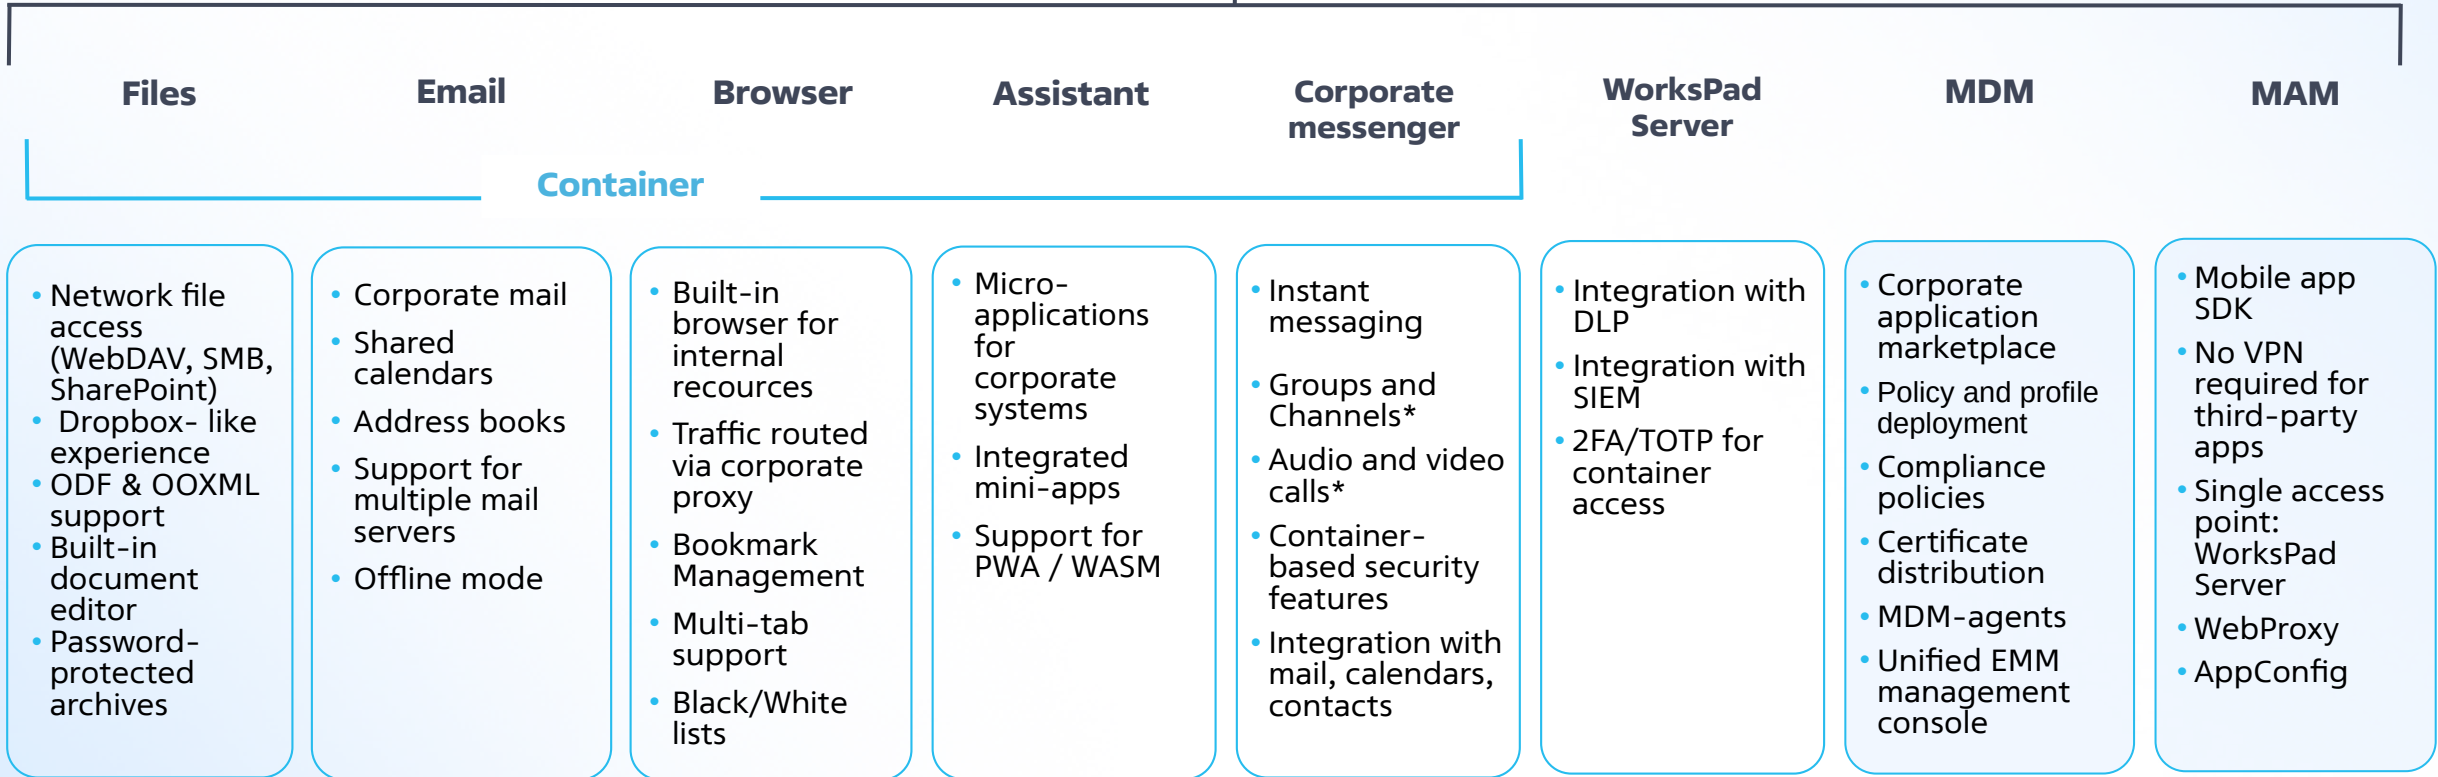 Files
Email
Browser
Assistant
Corporate
messenger
WorksPad
Server
MDM
MAM
Container
• Network file
access
(WebDAV, SMB,
SharePoint)
• Dropbox- like
experience
• ODF & OOXML
support
• Built-in
document
editor
• Password-
protected
archives
• Corporate mail
• Shared
calendars
• Address books
• Support for
multiple mail
servers
• Offline mode
• Built-in
browser for
internal
recources
• Traffic routed
via corporate
proxy
• Bookmark
Management
• Multi-tab
support
• Black/White
lists
• Micro-
applications
for
corporate
systems
• Integrated
mini-apps
• Support for
PWA / WASM
• Instant
messaging
• Groups and
Channels*
• Audio and video
calls*
• Container-
based security
features
• Integration with
mail, calendars,
contacts
• Integration with
DLP
• Integration with
SIEM
• 2FA/TOTP for
container
access
• Corporate
application
marketplace
• Policy and profile
deployment
• Compliance
policies
• Certificate
distribution
• MDM-agents
• Unified EMM
management
console
• Mobile app
SDK
• No VPN
required for
third-party
apps
• Single access
point:
WorksPad
Server
• WebProxy
• AppConfig